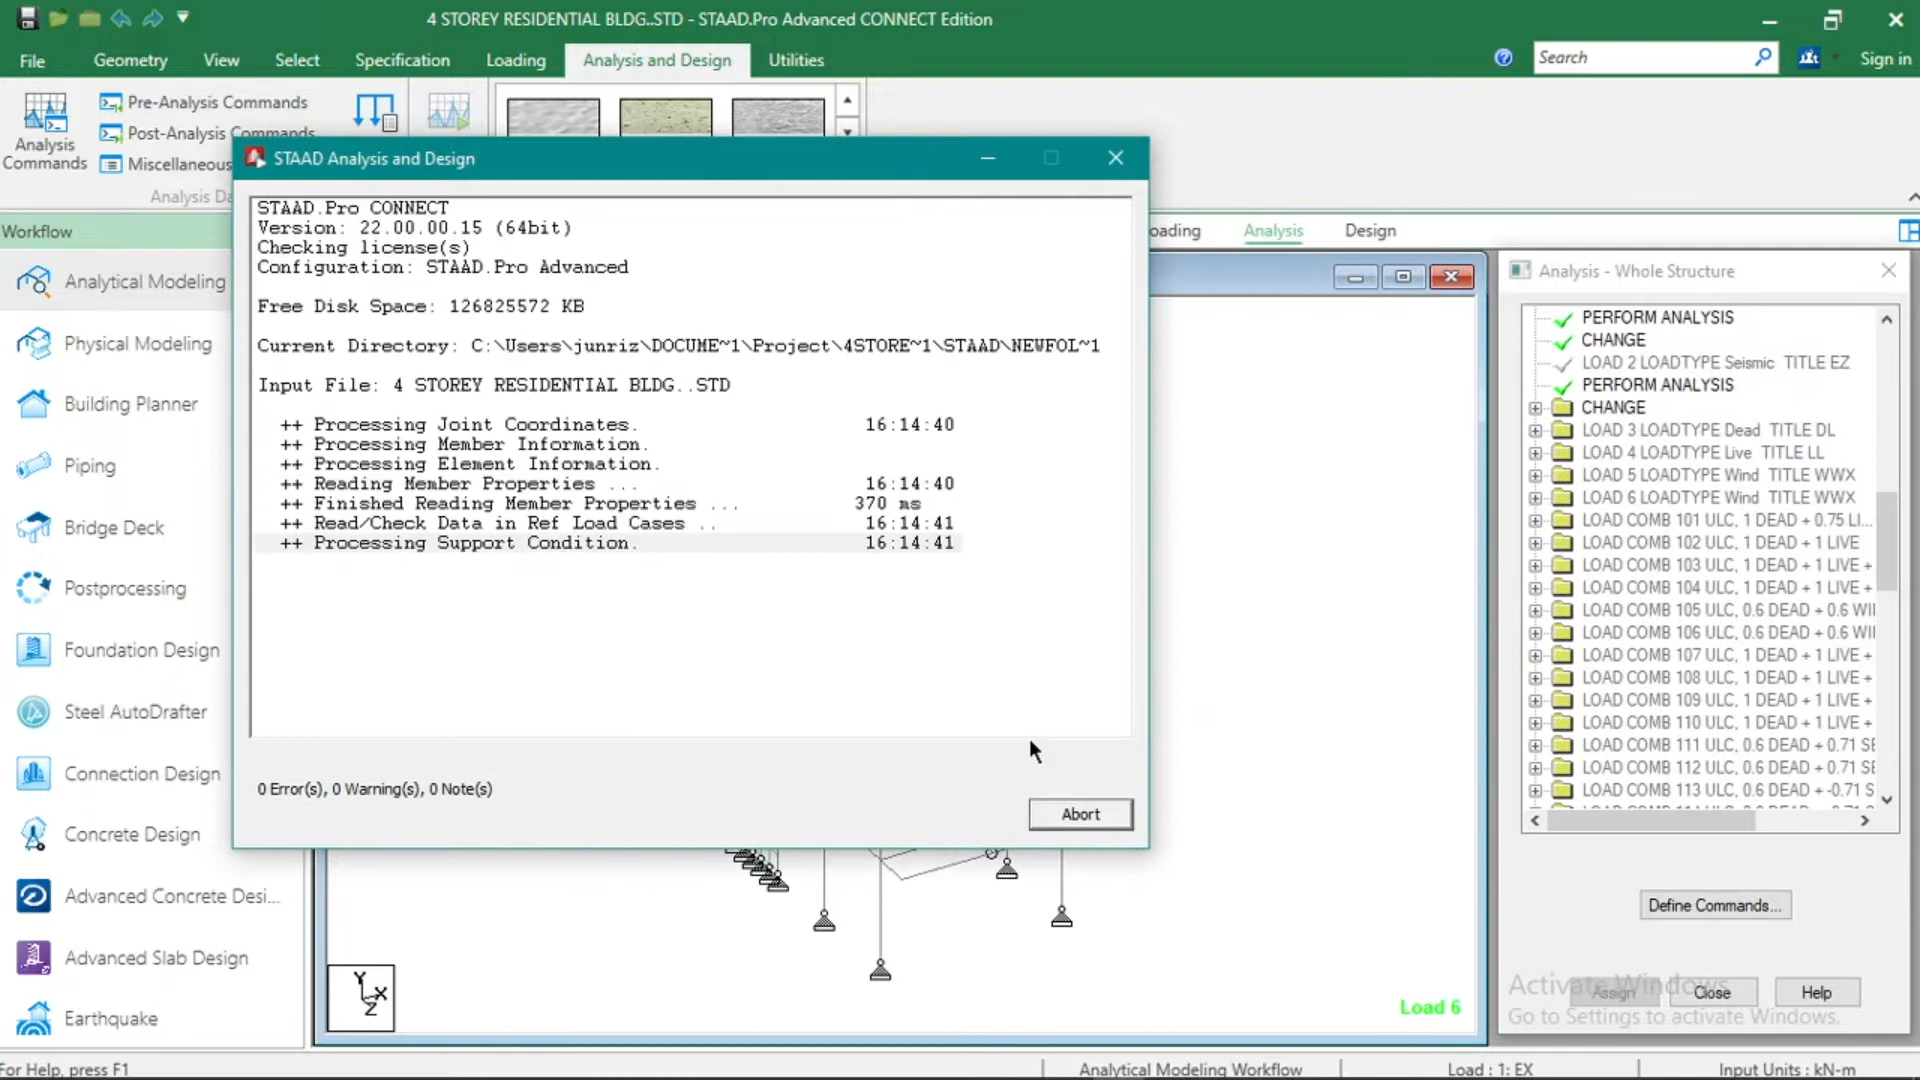 4 STOREY RESIDENTIAL BLDG..STD - STAAD.Pro Advanced CONNECT Edition
File Geometry View Select Specification Loading Analysis and Design Utilities Search Sign in
Analysis Commands
Pre-Analysis Commands
Post-Analysis Commands
Miscellaneous
Analysis Da
STAAD Analysis and Design
STAAD.Pro CONNECT
Version: 22.00.00.15 (64bit)
Checking license(s)
Configuration: STAAD.Pro Advanced
Free Disk Space: 126825572 KB
Current Directory: C:\Users\junriz\DOCUME~1\Project\4STORE~1\STAAD\NEWFOL~1
Input File: 4 STOREY RESIDENTIAL BLDG..STD
++ Processing Joint Coordinates. 16:14:40
++ Processing Member Information.
++ Processing Element Information.
++ Reading Member Properties ... 16:14:40
++ Finished Reading Member Properties ... 370 ms
++ Read/Check Data in Ref Load Cases .. 16:14:41
++ Processing Support Condition. 16:14:41
0 Error(s), 0 Warning(s), 0 Note(s)
Abort
Workflow
Analytical Modeling
Physical Modeling
Building Planner
Piping
Bridge Deck
Postprocessing
Foundation Design
Steel AutoDrafter
Connection Design
Concrete Design
Advanced Concrete Desi...
Advanced Slab Design
Earthquake
oading Analysis Design
Analysis - Whole Structure
PERFORM ANALYSIS
CHANGE
LOAD 2 LOADTYPE Seismic TITLE EZ
PERFORM ANALYSIS
CHANGE
LOAD 3 LOADTYPE Dead TITLE DL
LOAD 4 LOADTYPE Live TITLE LL
LOAD 5 LOADTYPE Wind TITLE WWX
LOAD 6 LOADTYPE Wind TITLE WWX
LOAD COMB 101 ULC, 1 DEAD + 0.75 LI...
LOAD COMB 102 ULC, 1 DEAD + 1 LIVE
LOAD COMB 103 ULC, 1 DEAD + 1 LIVE +
LOAD COMB 104 ULC, 1 DEAD + 1 LIVE +
LOAD COMB 105 ULC, 0.6 DEAD + 0.6 WI
LOAD COMB 106 ULC, 0.6 DEAD + 0.6 WI
LOAD COMB 107 ULC, 1 DEAD + 1 LIVE +
LOAD COMB 108 ULC, 1 DEAD + 1 LIVE +
LOAD COMB 109 ULC, 1 DEAD + 1 LIVE +
LOAD COMB 110 ULC, 1 DEAD + 1 LIVE +
LOAD COMB 111 ULC, 0.6 DEAD + 0.71 SE
LOAD COMB 112 ULC, 0.6 DEAD + 0.71 SE
LOAD COMB 113 ULC, 0.6 DEAD + -0.71 S
Define Commands...
Assign Close Help
Activate Windows
Go to Settings to activate Windows.
Y
X
Z
Load 6
For Help, press F1 Analytical Modeling Workflow Load : 1: EX Input Units : kN-m